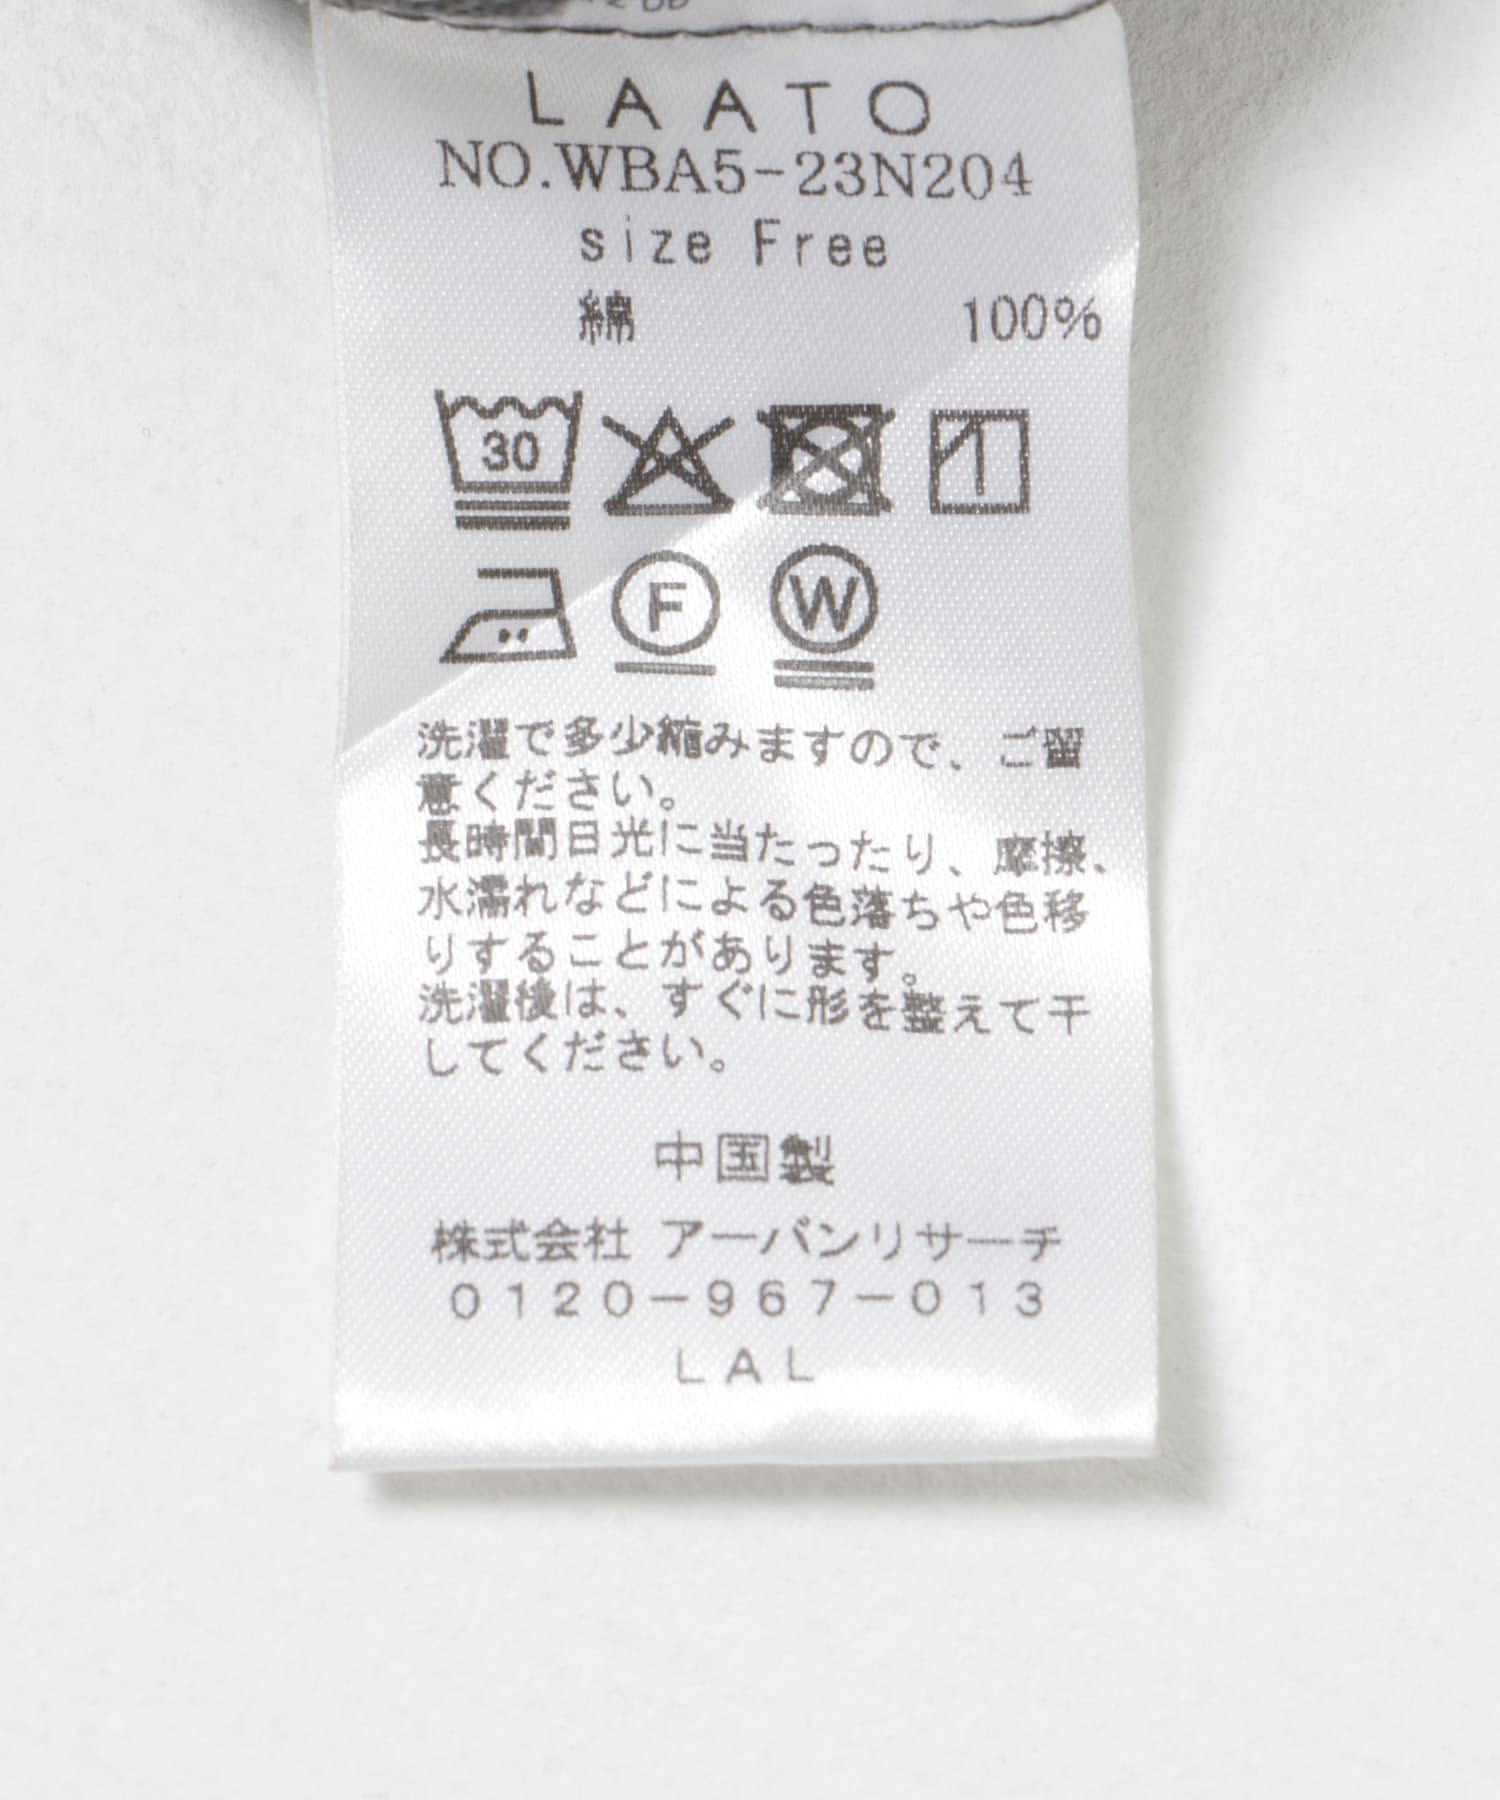 LAATO
NO.WBA5-23N204
size Free
綿 100%
30
F W
洗濯で多少縮みますので、ご留
意ください。
長時間日光に当たったり、摩擦、
水濡れなどによる色落ちや色移
りすることがあります。
洗濯後は、すぐに形を整えて干
してください。
中国製
株式会社 アーバンリサーチ
0120-967-013
LAL